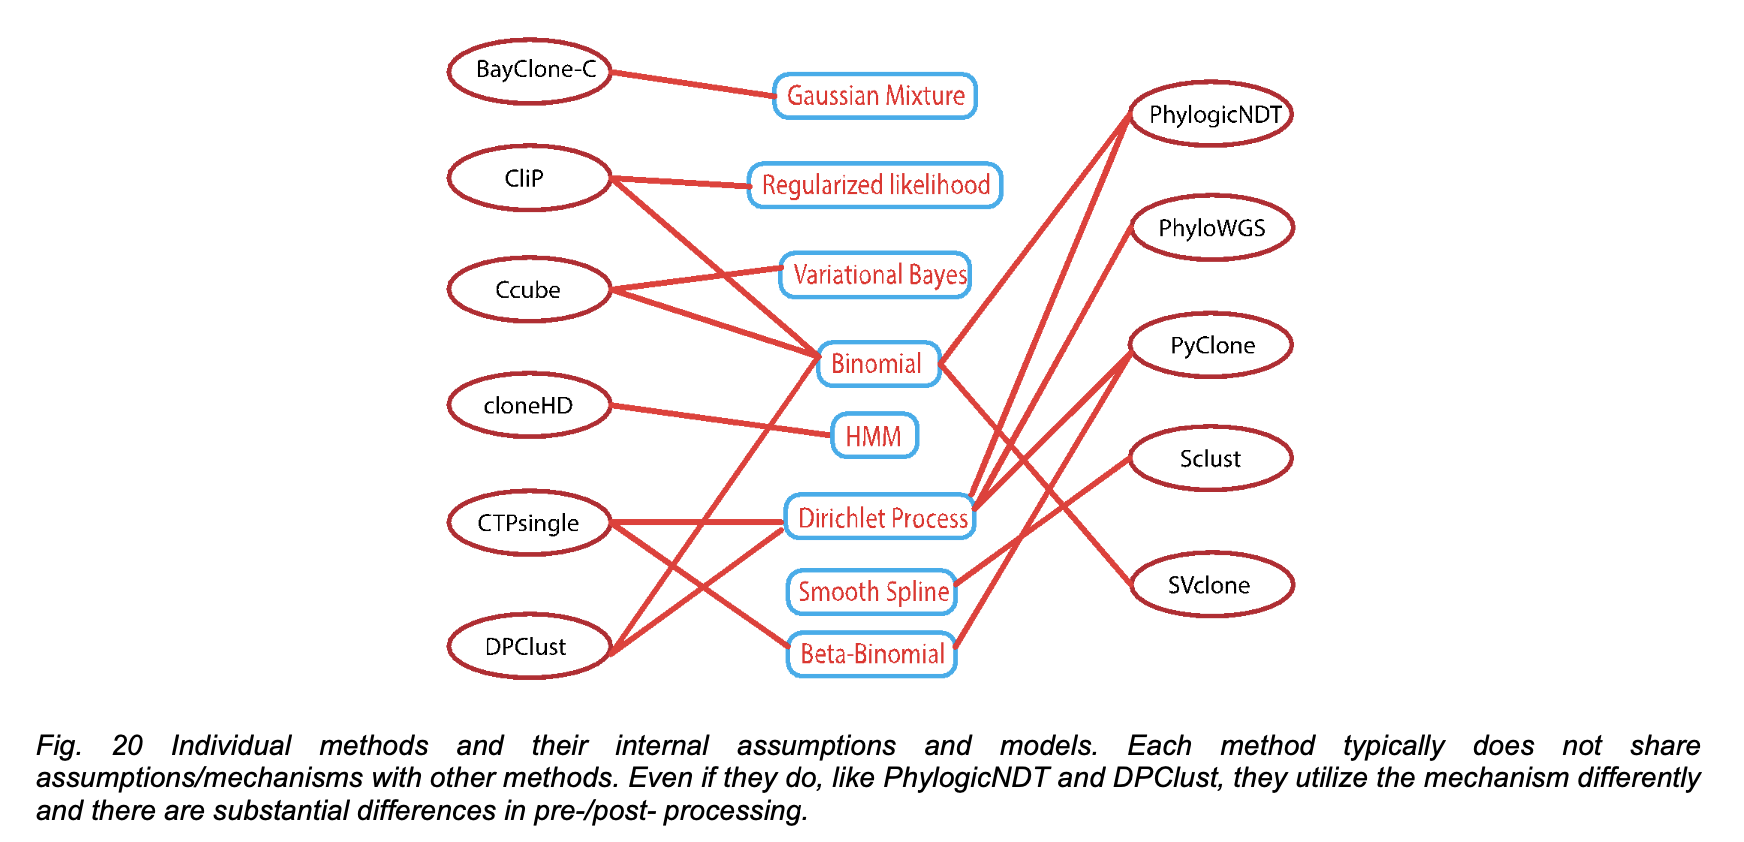 BayClone-C
CliP
Ccube
cloneHD
CTPsingle
DPClust
Gaussian Mixture
Regularized likelihood
Variational Bayes
Binomial
HMM
Dirichlet Process
Smooth Spline
Beta-Binomial
PhylogicNDT
PhyloWGS
PyClone
Sclust
SVclone
Fig. 20 Individual methods and their internal assumptions and models. Each method typically does not share
assumptions/mechanisms with other methods. Even if they do, like PhylogicNDT and DPClust, they utilize the mechanism differently
and there are substantial differences in pre-/post- processing.